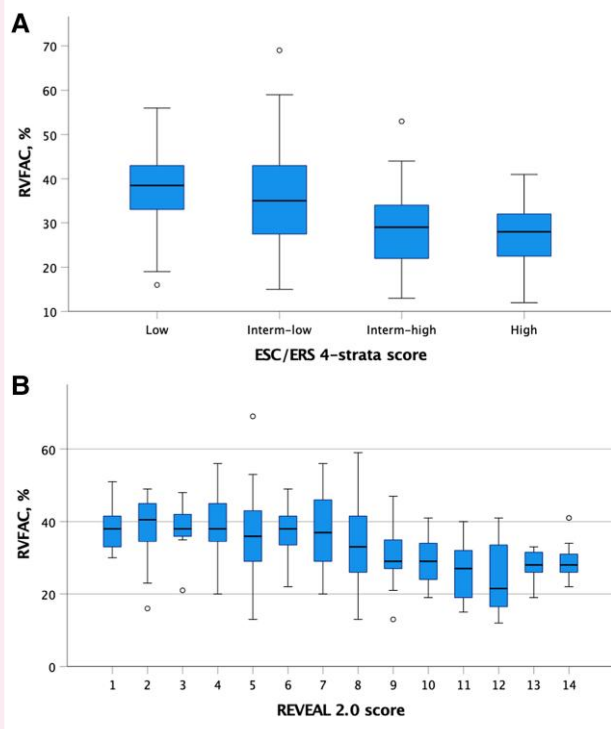 A
RVFAC, %
70
60
50
40
30
20
10
Low Interm-low Interm-high High
ESC/ERS 4-strata score
B
RVFAC, %
60
40
20
0
1 2 3 4 5 6 7 8 9 10 11 12 13 14
REVEAL 2.0 score